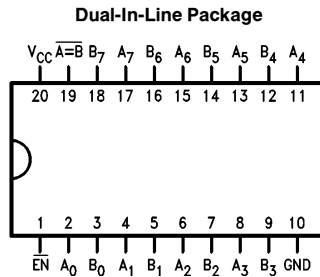 Dual-In-Line Package
V_CC A̅=̅B̅ B₇ A₇ B₆ A₆ B₅ A₅ B₄ A₄
20 19 18 17 16 15 14 13 12 11
1 2 3 4 5 6 7 8 9 10
E̅N̅ A₀ B₀ A₁ B₁ A₂ B₂ A₃ B₃ GND